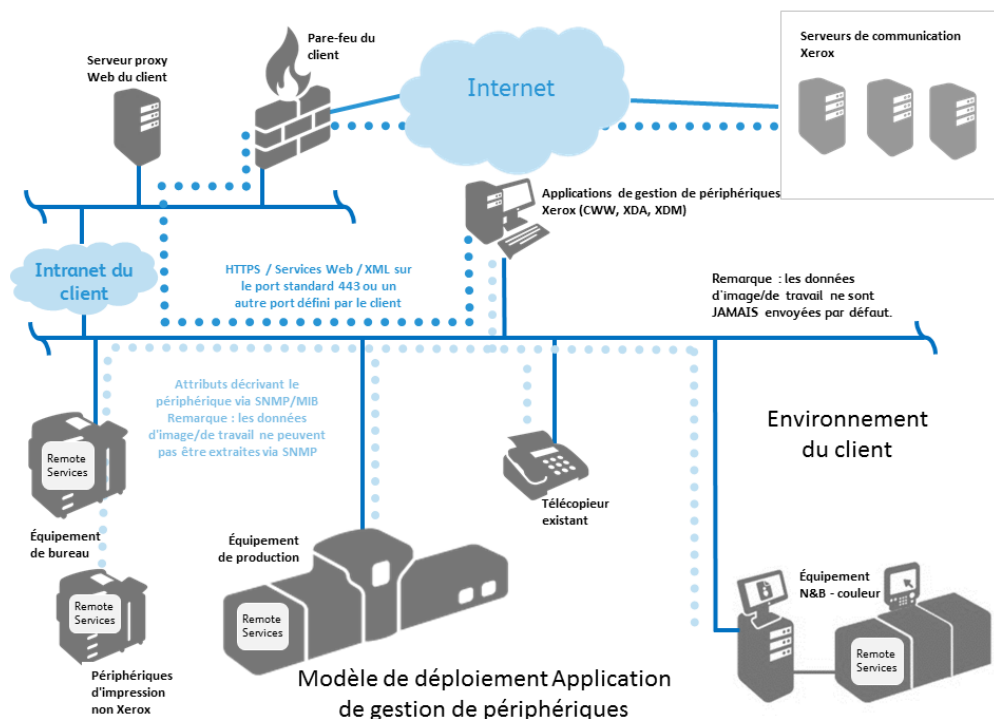 Serveur proxy
Web du client
Pare-feu du
client
Internet
Serveurs de communication
Xerox
Applications de gestion de périphériques
Xerox (CWW, XDA, XDM)
Intranet du
client
HTTPS / Services Web / XML sur
le port standard 443 ou un
autre port défini par le client
Remarque : les données
d'image/de travail ne sont
JAMAIS envoyées par défaut.
Attributs décrivant le
périphérique via SNMP/MIB
Remarque : les données
d'image/de travail ne peuvent
pas être extraites via SNMP
Environnement
du client
Remote
Services
Télécopieur
existant
Équipement
de bureau
Équipement
de production
Équipement
N&B - couleur
Remote
Services
Remote
Services
Remote
Services
Périphériques
d'impression
non Xerox
Modèle de déploiement Application
de gestion de périphériques